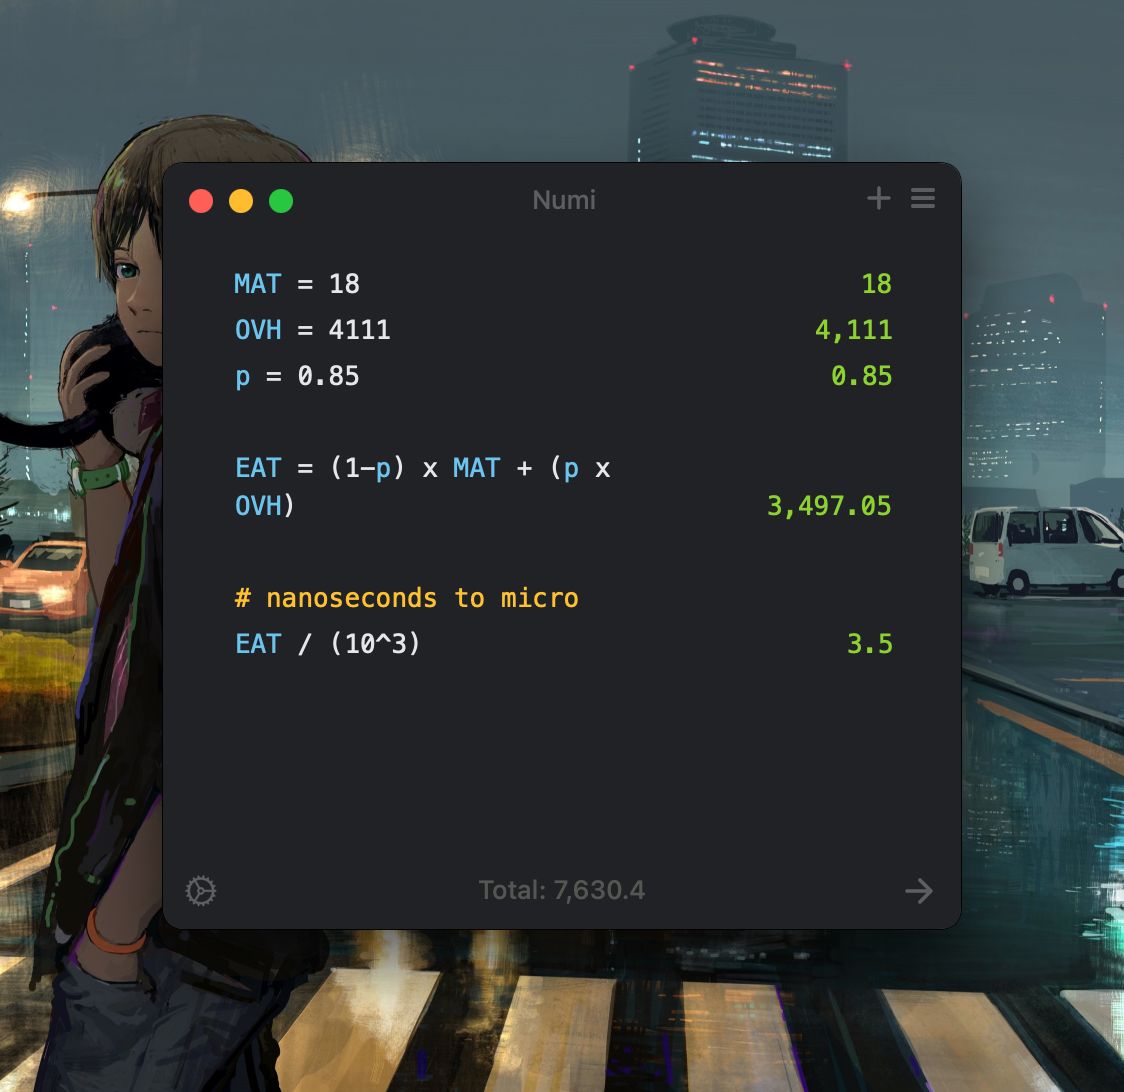 Numi
MAT = 18 18
OVH = 4111 4,111
p = 0.85 0.85
EAT = (1-p) x MAT + (p x
OVH) 3,497.05
# nanoseconds to micro
EAT / (10^3) 3.5
Total: 7,630.4